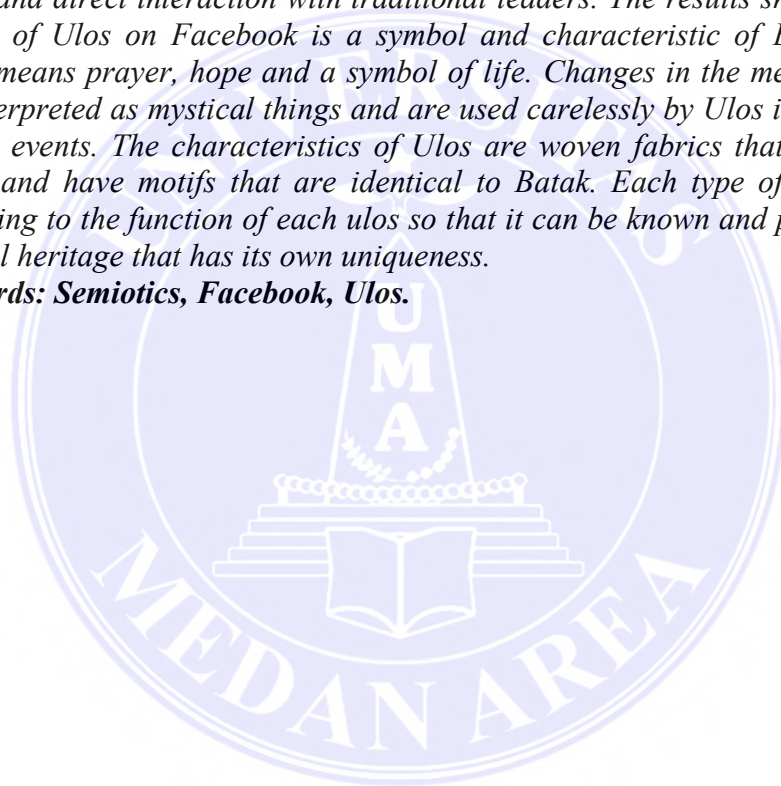 and direct interaction with traditional leaders. The results
of Ulos on Facebook is a symbol and characteristic of
means prayer, hope and a symbol of life. Changes in the
erpreted as mystical things and are used carelessly by Ulos
events. The characteristics of Ulos are woven fabrics that
and have motifs that are identical to Batak. Each type of
ing to the function of each ulos so that it can be known and
l heritage that has its own uniqueness.
rds: Semiotics, Facebook, Ulos.
UNIVERSITAS
U
M
A
MEDAN AREA